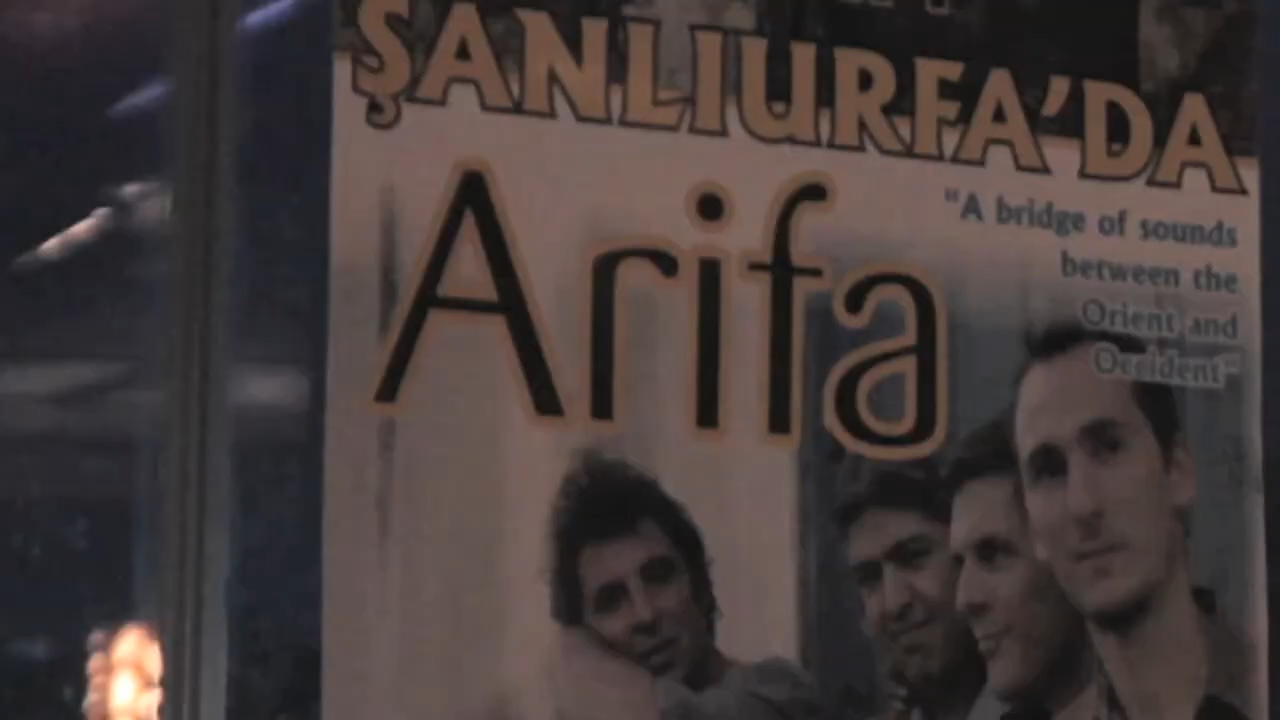 ŞANLIURFA'DA
Arifa
"A bridge of sounds
between the
Orient and
Occident"